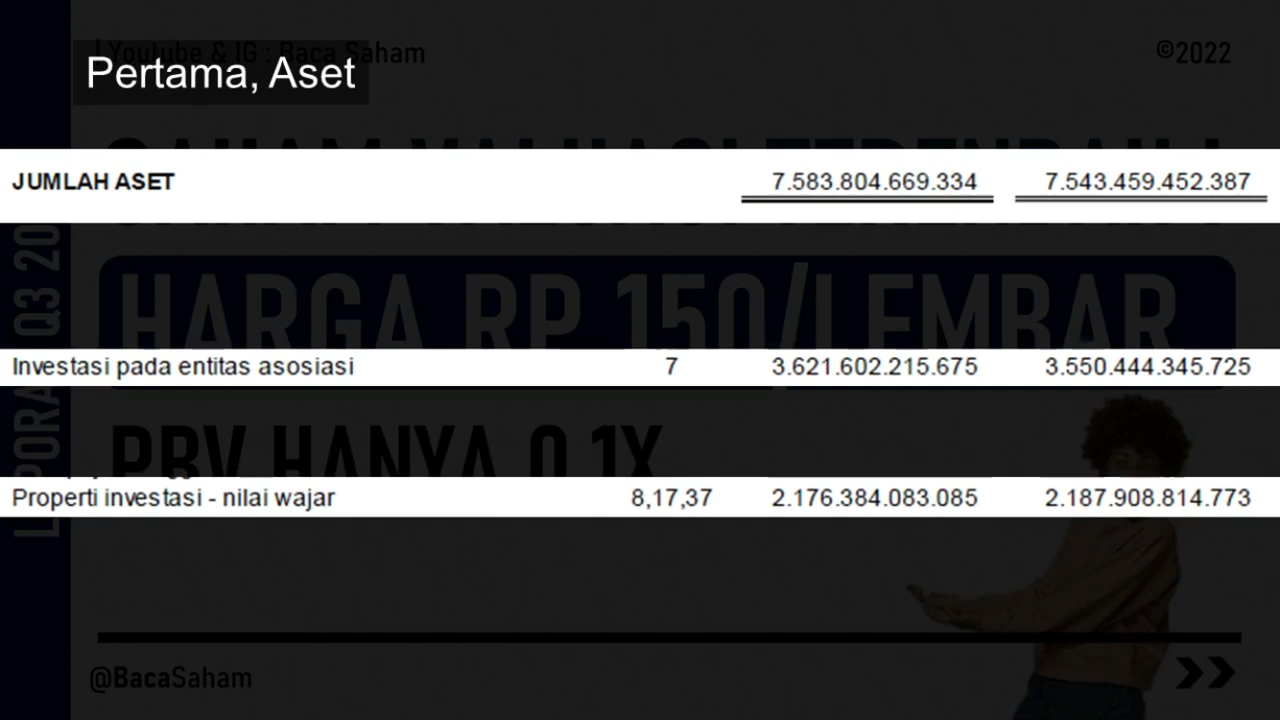 | Youtube & IG : Baca Saham
©2022
Pertama, Aset
SAHAM VALUASI TERENDAH !
JUMLAH ASET 7.583.804.669.334 7.543.459.452.387
HARGA RP 150/LEMBAR
Investasi pada entitas asosiasi 7 3.621.602.215.675 3.550.444.345.725
PBV HANYA 0,1X
Properti investasi - nilai wajar 8,17,37 2.176.384.083.085 2.187.908.814.773
@BacaSaham